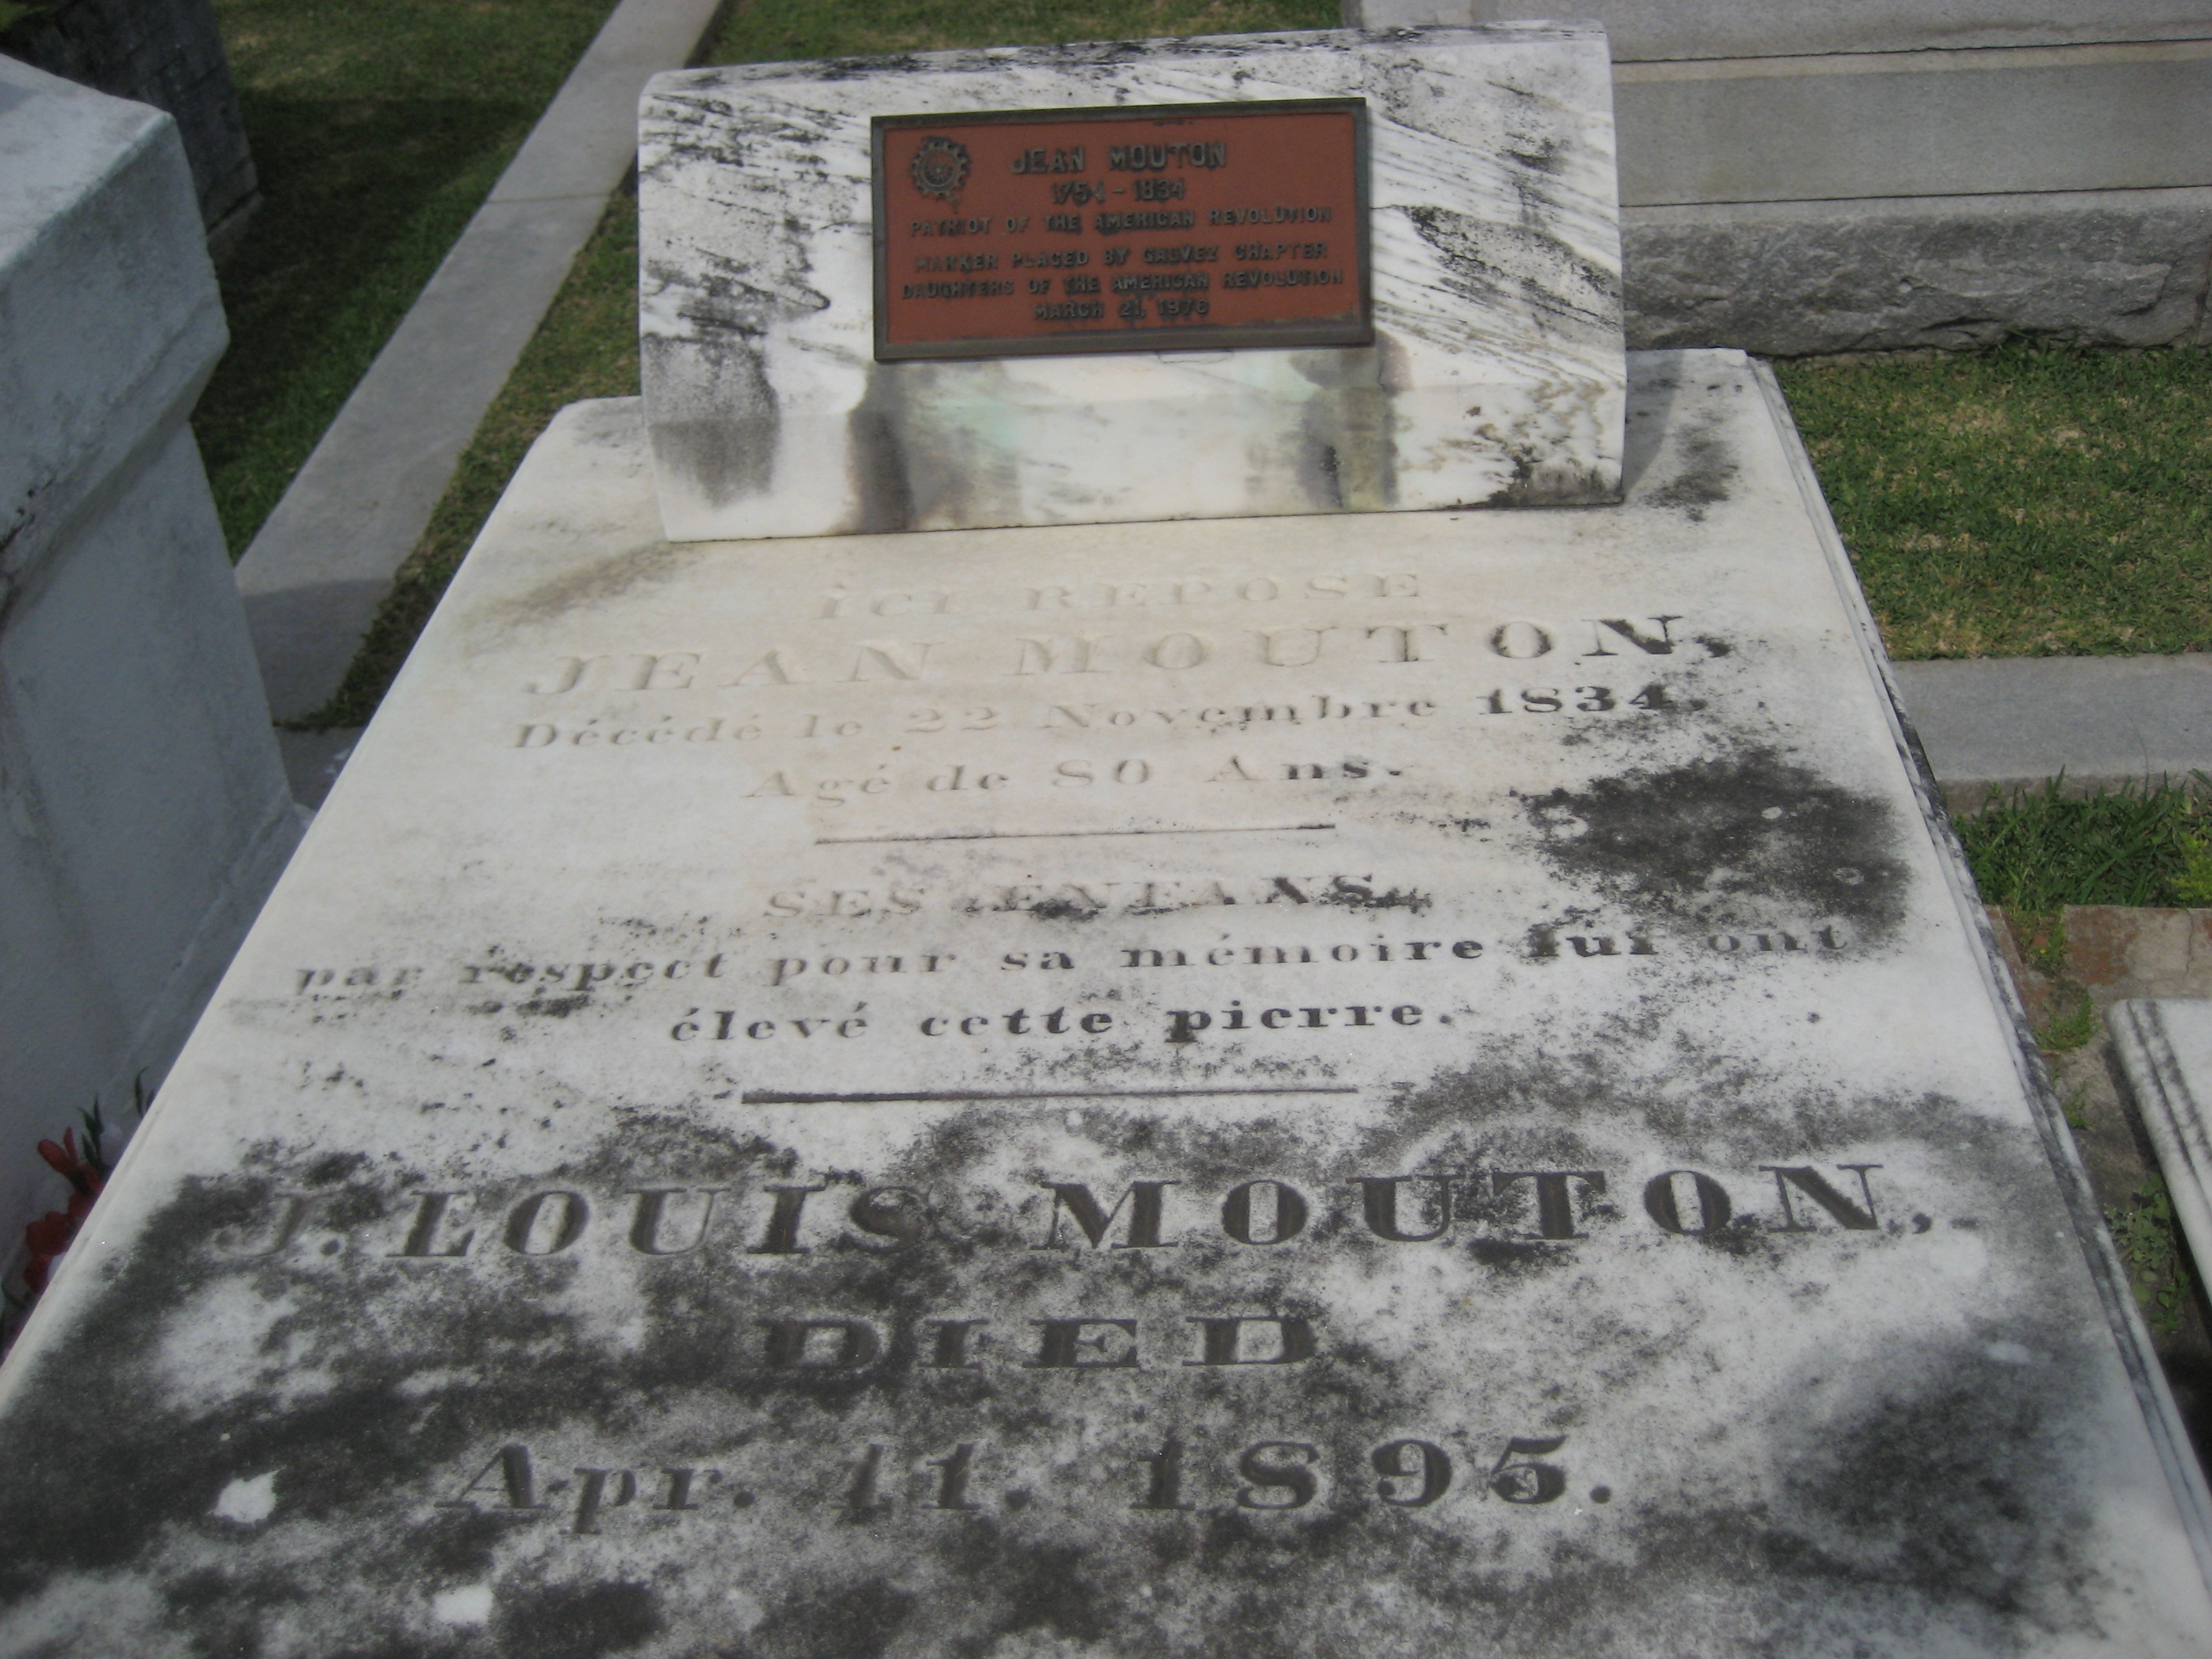 JEAN MOUTON
1754 - 1834
PATRIOT OF THE AMERICAN REVOLUTION
MARKER PLACED BY GALVEZ CHAPTER
DAUGHTERS OF THE AMERICAN REVOLUTION
MARCH 21, 1976
ICI REPOSE
JEAN MOUTON,
Décédé le 22 Novembre 1834,
Agé de 80 Ans.
SES ENFANS,
par respect pour sa mémoire lui ont
élevé cette pierre.
J. LOUIS MOUTON,
DIED
Apr. 11. 1895.